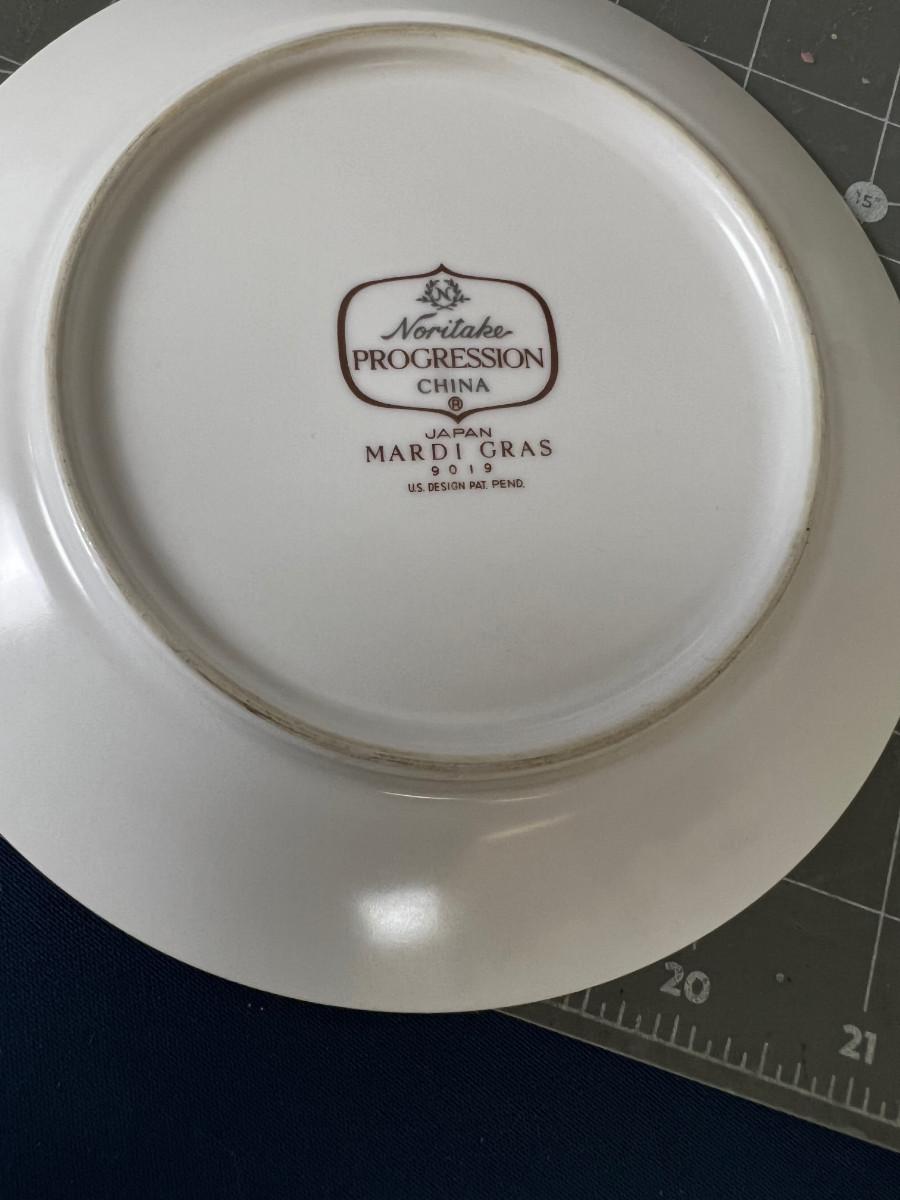 N
Noritake
PROGRESSION
CHINA
®
JAPAN
MARDI GRAS
9019
U.S. DESIGN PAT. PEND.
15"
20
21